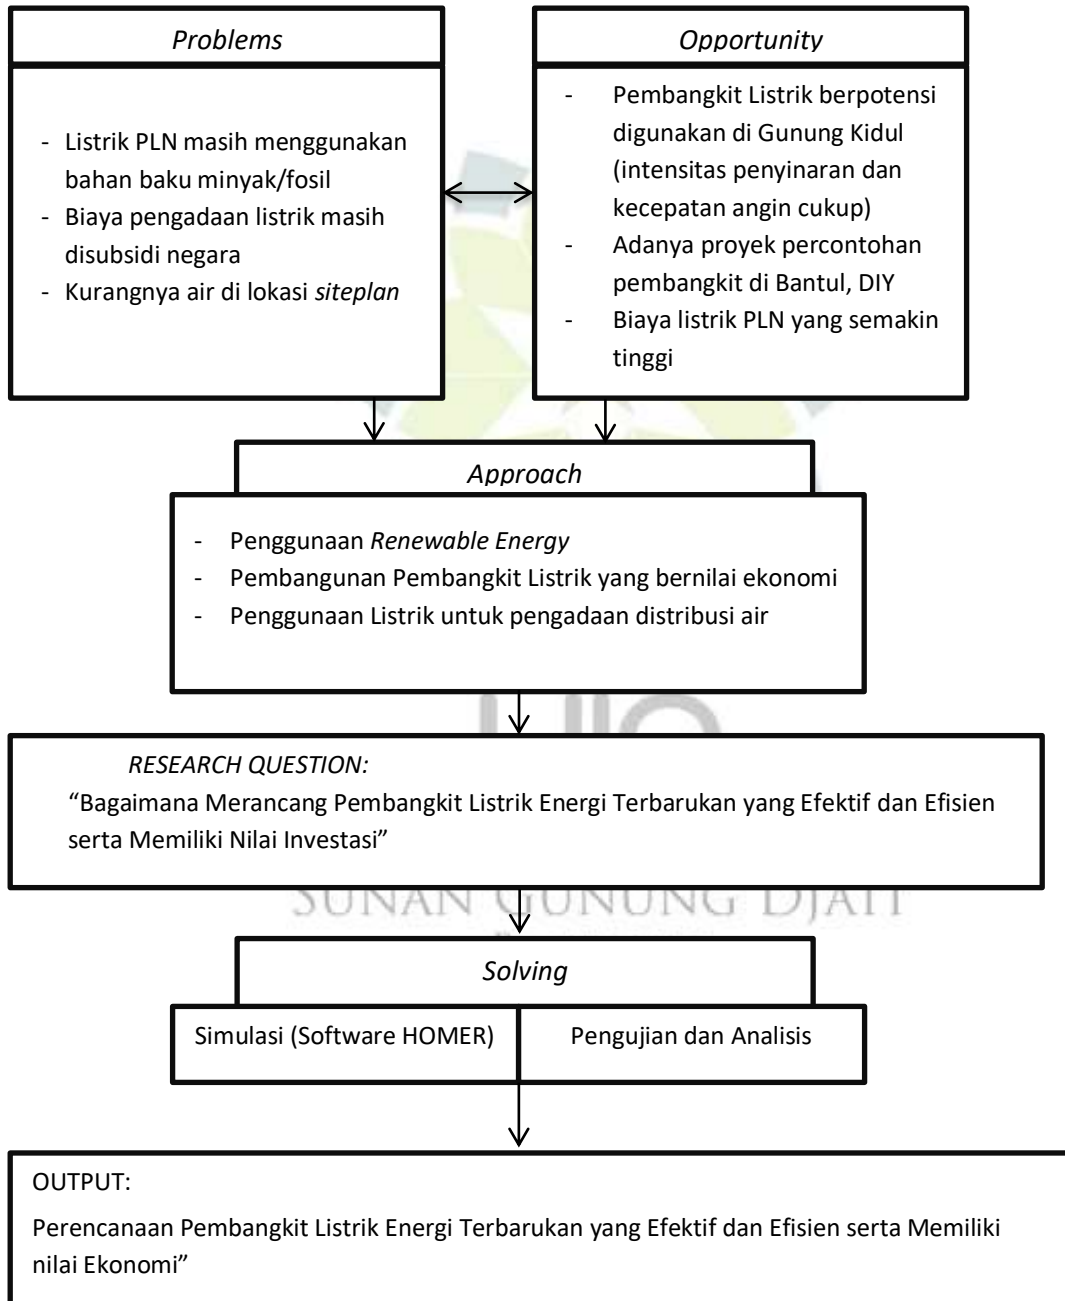 Problems
- Listrik PLN masih menggunakan
bahan baku minyak/fosil
- Biaya pengadaan listrik masih
disubsidi negara
- Kurangnya air di lokasi siteplan
Opportunity
- Pembangkit Listrik berpotensi
digunakan di Gunung Kidul
(intensitas penyinaran dan
kecepatan angin cukup)
- Adanya proyek percontohan
pembangkit di Bantul, DIY
- Biaya listrik PLN yang semakin
tinggi
Approach
- Penggunaan Renewable Energy
- Pembangunan Pembangkit Listrik yang bernilai ekonomi
- Penggunaan Listrik untuk pengadaan distribusi air
RESEARCH QUESTION:
“Bagaimana Merancang Pembangkit Listrik Energi Terbarukan yang Efektif dan Efisien
serta Memiliki Nilai Investasi”
SUNAN GUNUNG DJATI
Solving
Simulasi (Software HOMER)
Pengujian dan Analisis
OUTPUT:
Perencanaan Pembangkit Listrik Energi Terbarukan yang Efektif dan Efisien serta Memiliki
nilai Ekonomi”